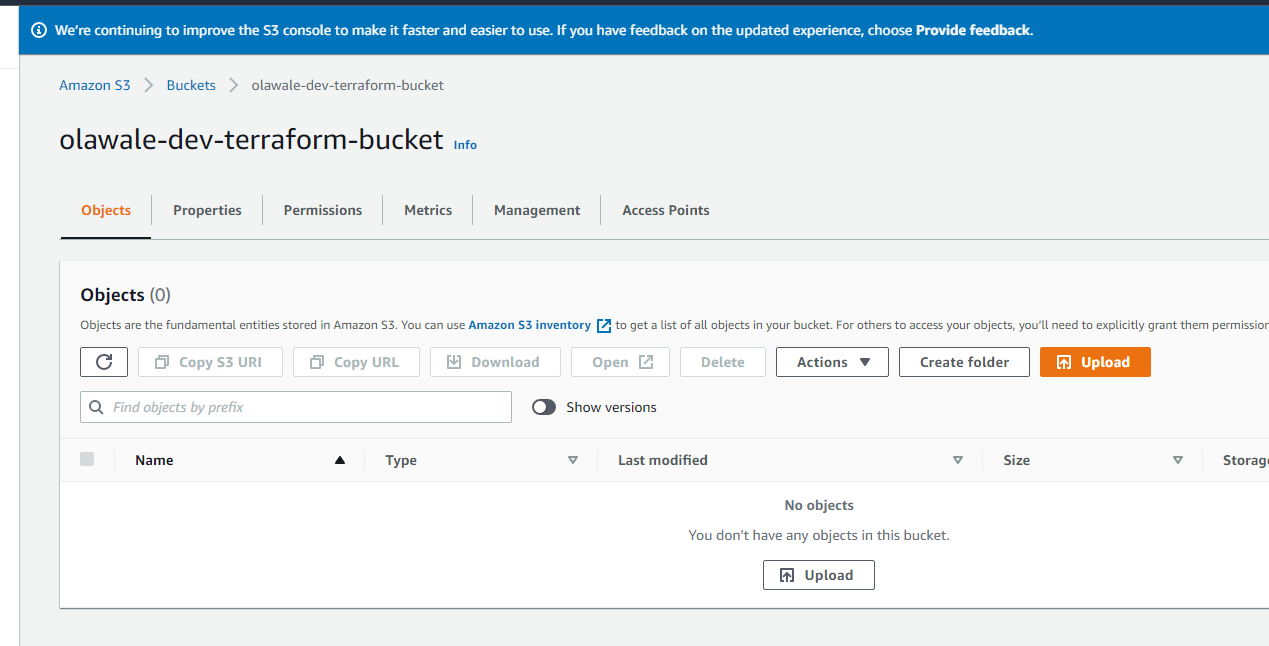 We're continuing to improve the S3 console to make it faster and easier to use. If you have feedback on the updated experience, choose Provide feedback.
Amazon S3 > Buckets > olawale-dev-terraform-bucket
olawale-dev-terraform-bucket Info
Objects Properties Permissions Metrics Management Access Points
Objects (0)
Objects are the fundamental entities stored in Amazon S3. You can use Amazon S3 inventory to get a list of all objects in your bucket. For others to access your objects, you'll need to explicitly grant them permission
Copy S3 URI Copy URL Download Open Delete Actions Create folder Upload
Find objects by prefix Show versions
Name Type Last modified Size Storag
No objects
You don't have any objects in this bucket.
Upload